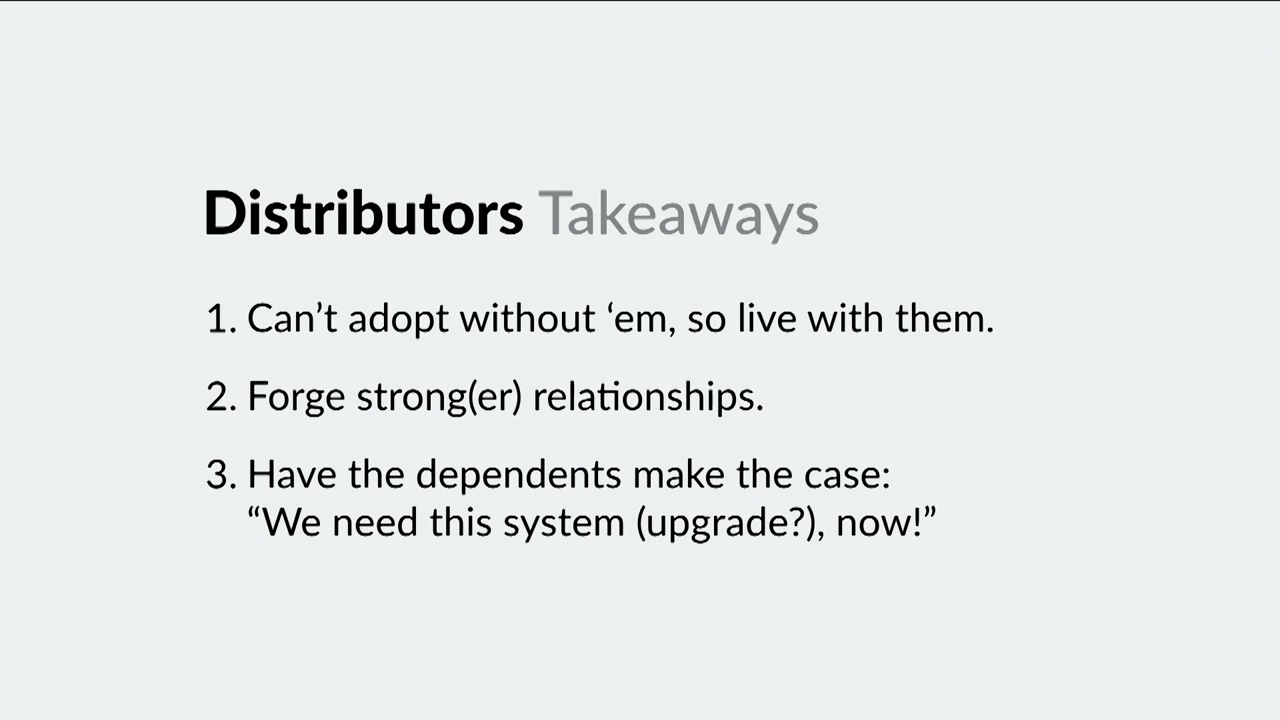 Distributors Takeaways
1. Can’t adopt without ‘em, so live with them.
2. Forge strong(er) relationships.
3. Have the dependents make the case:
“We need this system (upgrade?), now!”